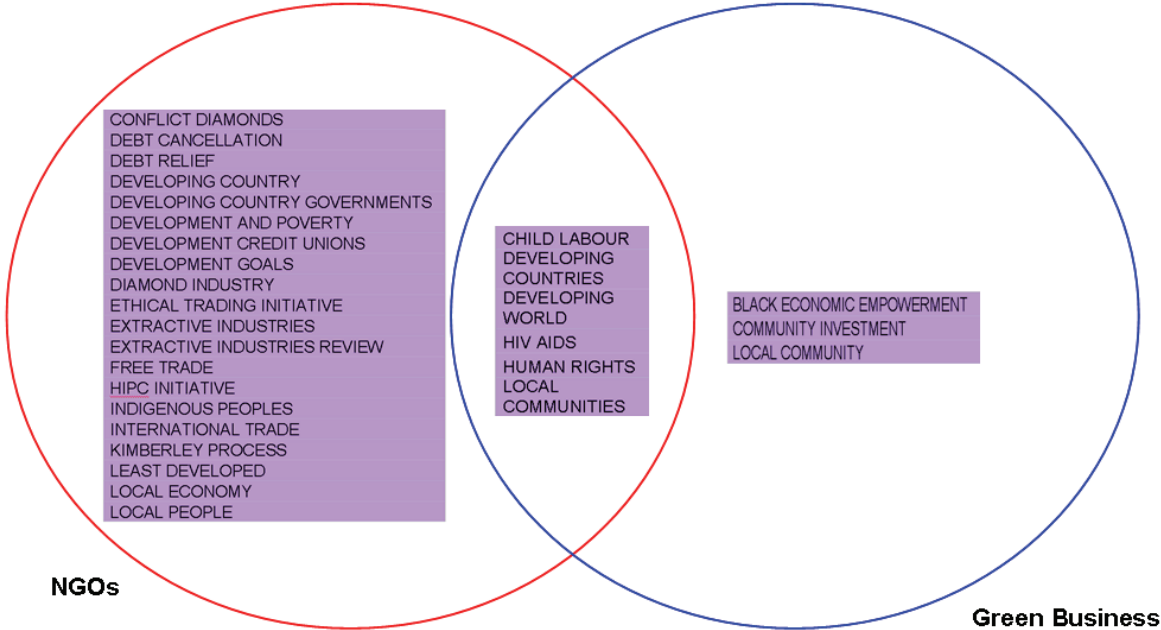 CONFLICT DIAMONDS
DEBT CANCELLATION
DEBT RELIEF
DEVELOPING COUNTRY
DEVELOPING COUNTRY GOVERNMENTS
DEVELOPMENT AND POVERTY
DEVELOPMENT CREDIT UNIONS
DEVELOPMENT GOALS
DIAMOND INDUSTRY
ETHICAL TRADING INITIATIVE
EXTRACTIVE INDUSTRIES
EXTRACTIVE INDUSTRIES REVIEW
FREE TRADE
HIPC INITIATIVE
INDIGENOUS PEOPLES
INTERNATIONAL TRADE
KIMBERLEY PROCESS
LEAST DEVELOPED
LOCAL ECONOMY
LOCAL PEOPLE
CHILD LABOUR
DEVELOPING
COUNTRIES
DEVELOPING
WORLD
HIV AIDS
HUMAN RIGHTS
LOCAL
COMMUNITIES
BLACK ECONOMIC EMPOWERMENT
COMMUNITY INVESTMENT
LOCAL COMMUNITY
NGOs
Green Business